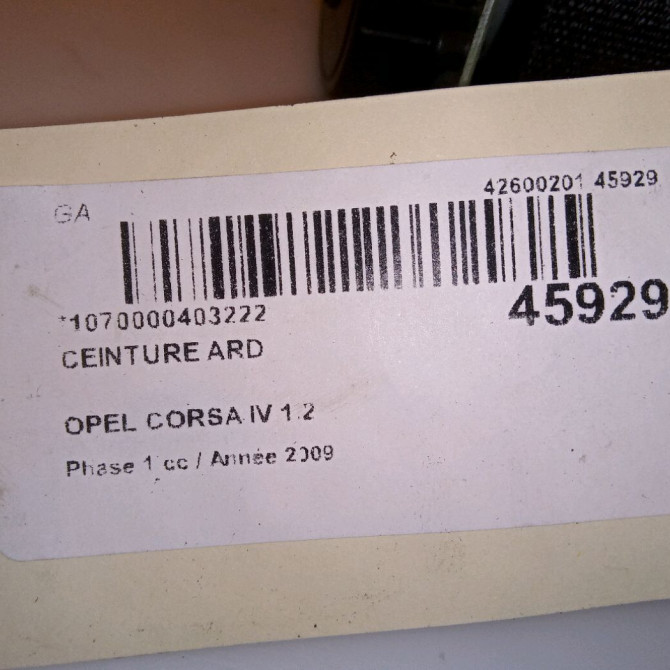 GA
42600201 45929
*1070000403222
45929
CEINTURE ARD
OPEL CORSA IV 1.2
Phase 1 cc / Année 2009